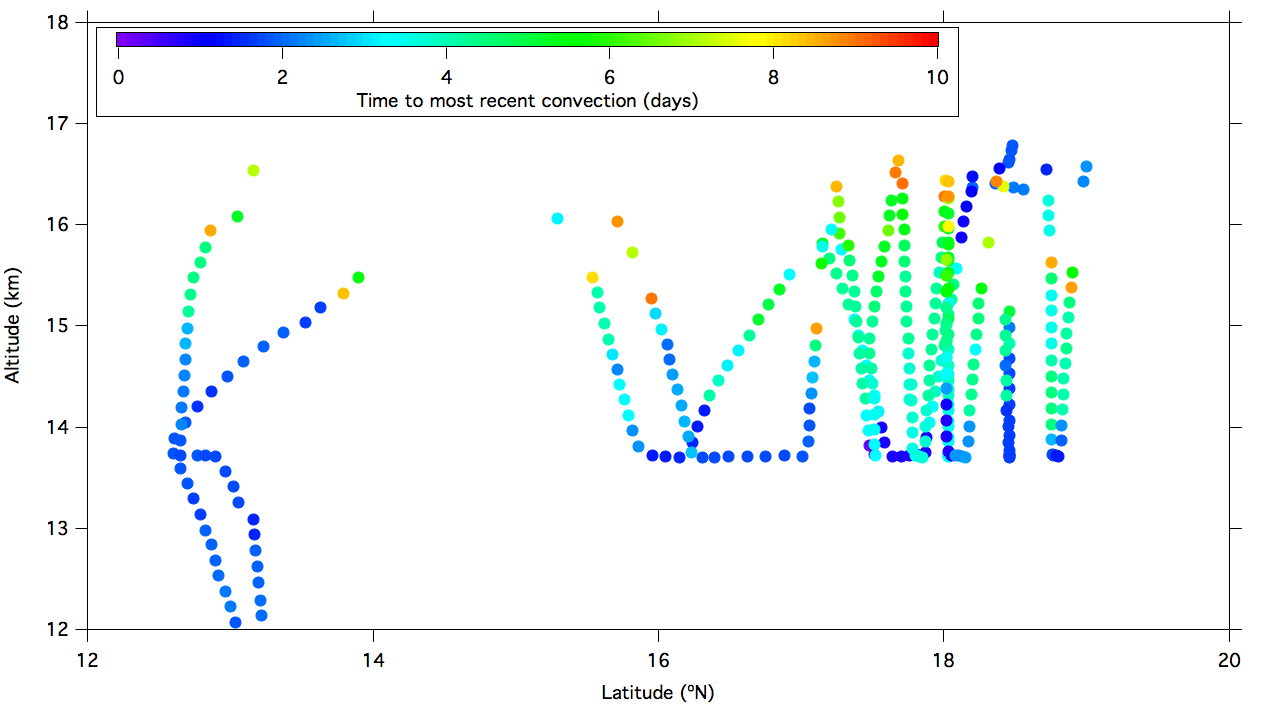 18
0 2 4 6 8 10
Time to most recent convection (days)
17
16
15
14
13
12
Altitude (km)
12 14 16 18 20
Latitude (ºN)